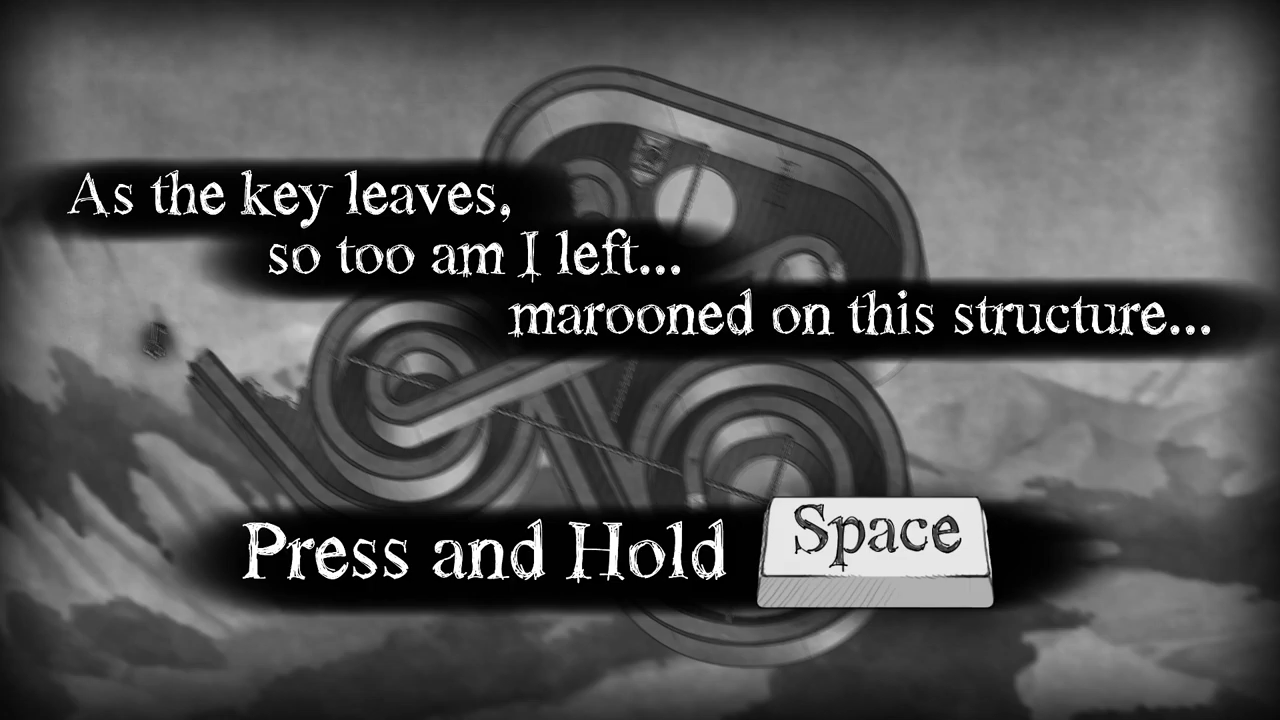 As the key leaves,
so too am I left...
marooned on this structure...
Press and Hold Space